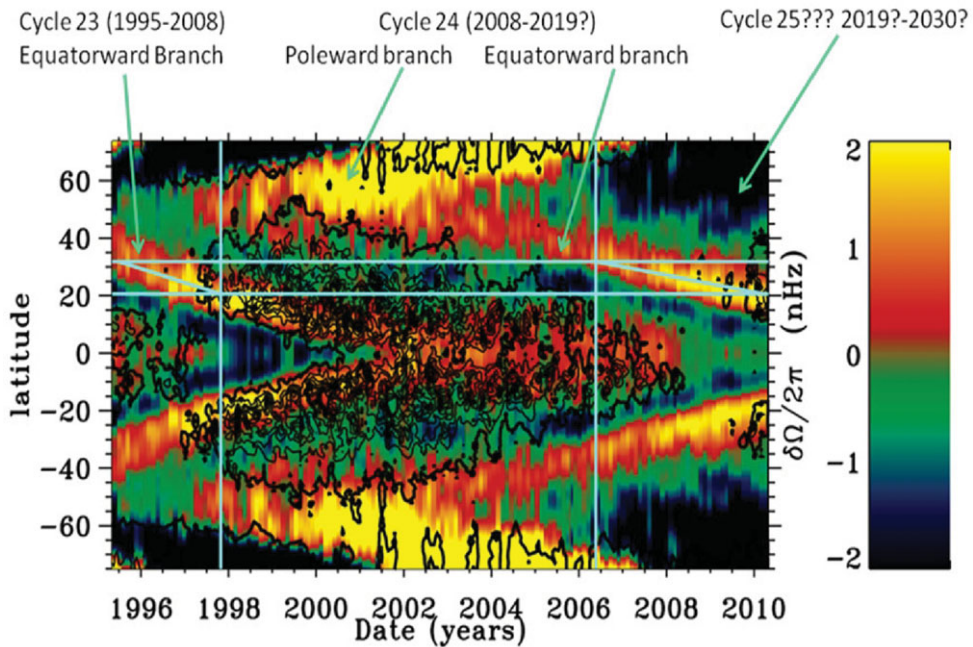 Cycle 23 (1995-2008)
Equatorward Branch
Cycle 24 (2008-2019?)
Poleward branch
Equatorward branch
Cycle 25??? 2019?-2030?
60
40
20
0
−20
−40
−60
latitude
1996
1998
2000
2002
2004
2006
2008
2010
Date (years)
δΩ/2π (nHz)
2
1
0
−1
−2